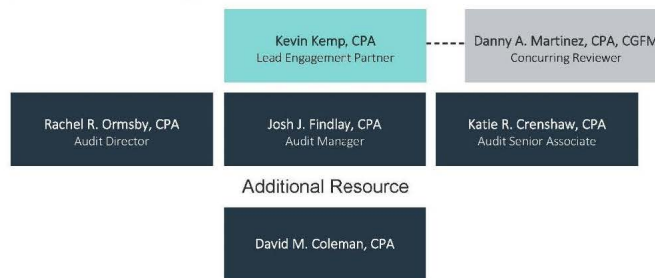 Kevin Kemp, CPA
Lead Engagement Partner
Danny A. Martinez, CPA, CGFM
Concurring Reviewer
Rachel R. Ormsby, CPA
Audit Director
Josh J. Findlay, CPA
Audit Manager
Katie R. Crenshaw, CPA
Audit Senior Associate
Additional Resource
David M. Coleman, CPA